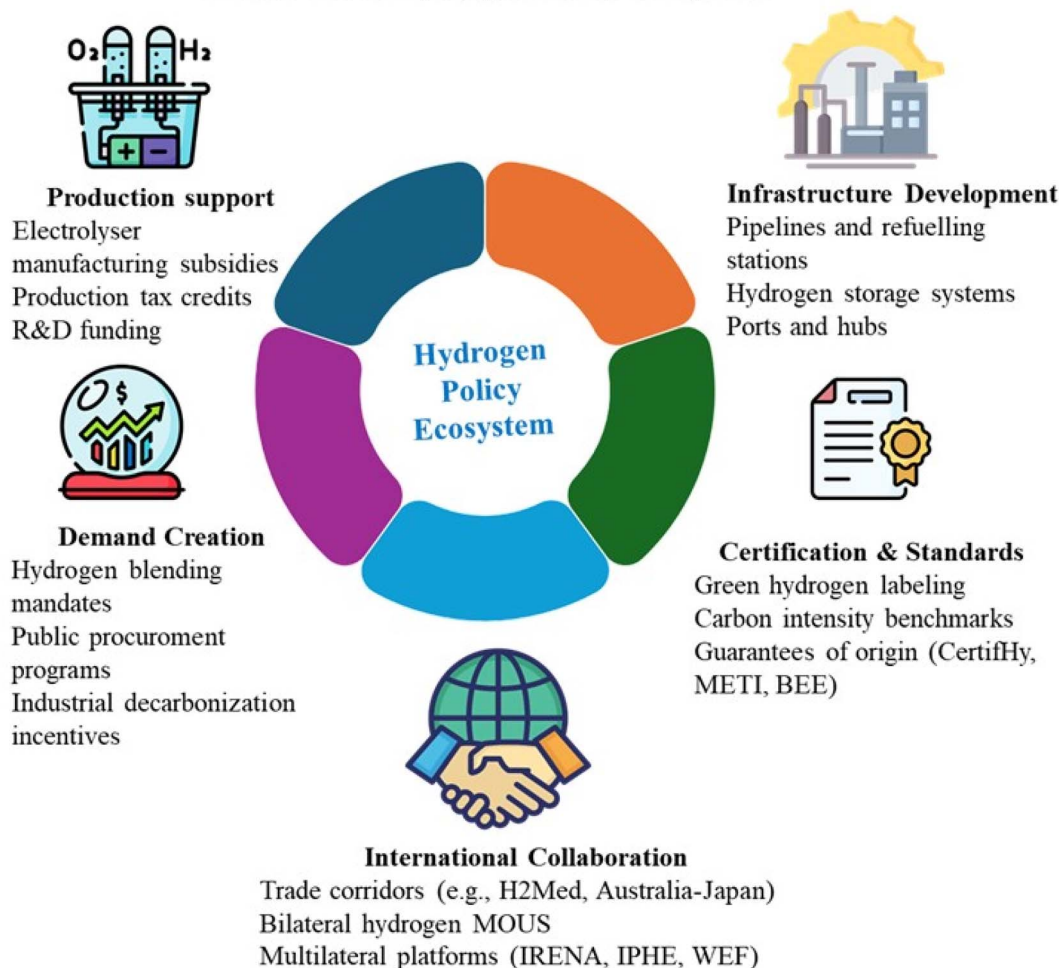 O₂ H₂
+ −
Production support
Electrolyser
manufacturing subsidies
Production tax credits
R&D funding
Infrastructure Development
Pipelines and refuelling
stations
Hydrogen storage systems
Ports and hubs
Hydrogen
Policy
Ecosystem
$
Demand Creation
Hydrogen blending
mandates
Public procuroment
programs
Industrial decarbonization
incentives
Certification & Standards
Green hydrogen labeling
Carbon intensity benchmarks
Guarantees of origin (CertifHy,
METI, BEE)
International Collaboration
Trade corridors (e.g., H2Med, Australia-Japan)
Bilateral hydrogen MOUS
Multilateral platforms (IRENA, IPHE, WEF)